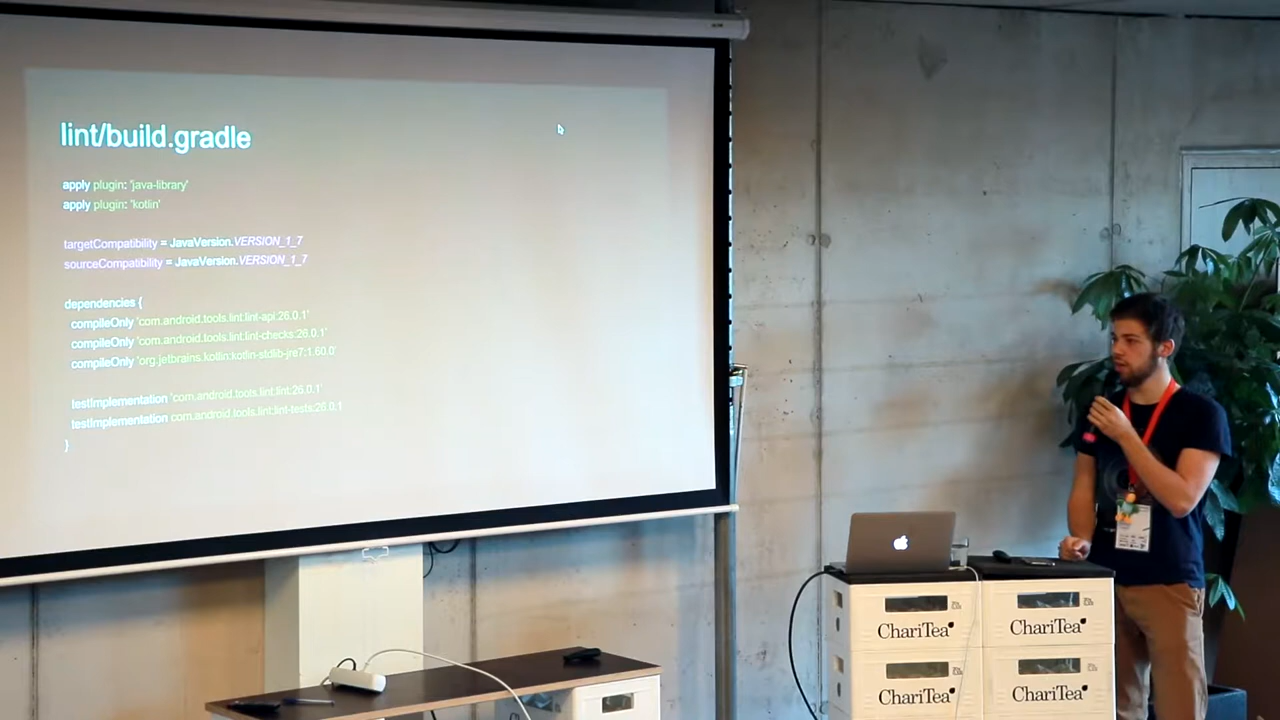 lint/build.gradle
apply plugin: 'java-library'
apply plugin: 'kotlin'
targetCompatibility = JavaVersion.VERSION_1_7
sourceCompatibility = JavaVersion.VERSION_1_7
dependencies {
compileOnly 'com.android.tools.lint:lint-api:26.0.1'
compileOnly 'com.android.tools.lint:lint-checks:26.0.1'
compileOnly 'org.jetbrains.kotlin:kotlin-stdlib-jre7:1.60.0'
testImplementation 'com.android.tools.lint:lint:26.0.1'
testImplementation com.android.tools.lint:lint-tests:26.0.1
}
ChariTea
ChariTea
ChariTea
ChariTea